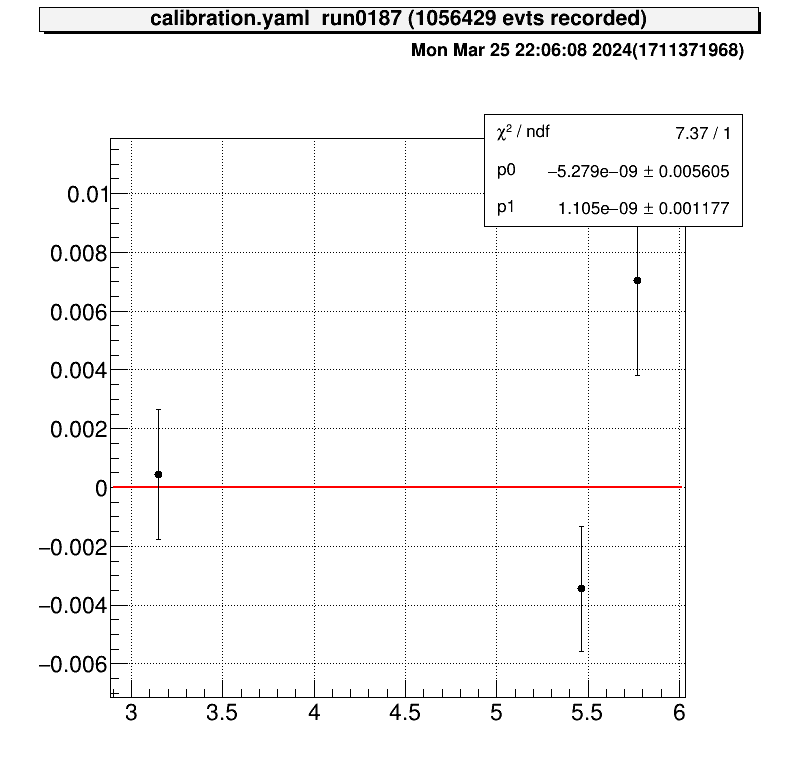 calibration.yaml run0187 (1056429 evts recorded)
Mon Mar 25 22:06:08 2024(1711371968)
χ² / ndf 7.37 / 1
p0 −5.279e−09 ± 0.005605
p1 1.105e−09 ± 0.001177
0.01
0.008
0.006
0.004
0.002
0
−0.002
−0.004
−0.006
3 3.5 4 4.5 5 5.5 6